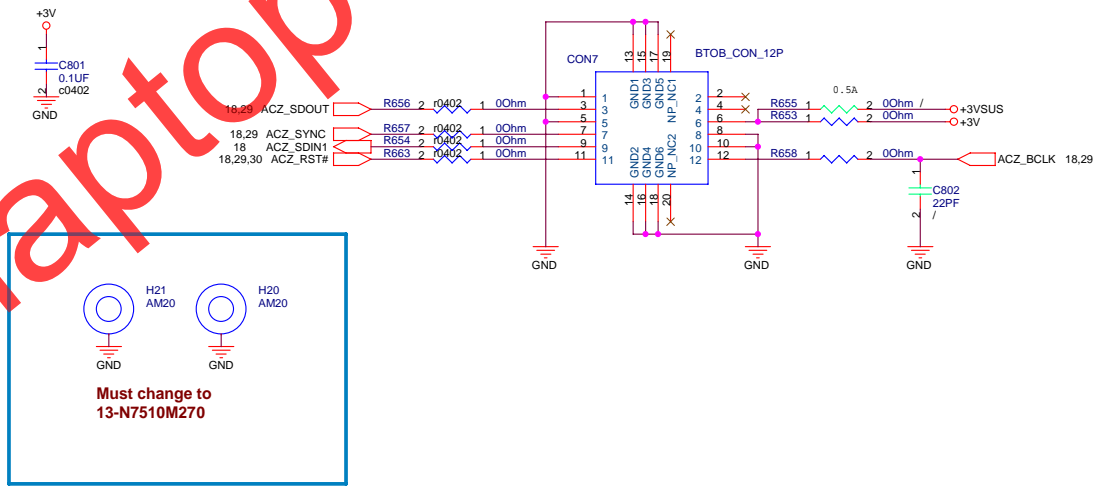 +3V
1
C801
0.1UF
c0402
2
GND
CON7
BTOB_CON_12P
13
15
17
19
GND1
GND3
GND5
NP_NC1
1
3
5
7
9
11
1
3
5
7
9
11
2
4
6
8
10
12
2
4
6
8
10
12
GND2
GND4
GND6
NP_NC2
14
16
18
20
18,29 ACZ_SDOUT R656 2 r0402 1 0Ohm
18,29 ACZ_SYNC R657 2 r0402 1 0Ohm
18 ACZ_SDIN1 R654 2 r0402 1 0Ohm
18,29,30 ACZ_RST# R663 2 r0402 1 0Ohm
0.5A
R655 1 2 0Ohm / +3VSUS
R653 1 2 0Ohm +3V
R658 1 2 0Ohm ACZ_BCLK 18,29
1
C802
22PF
2 /
GND
GND
GND
H21
AM20
H20
AM20
GND
GND
Must change to
13-N7510M270
aptop